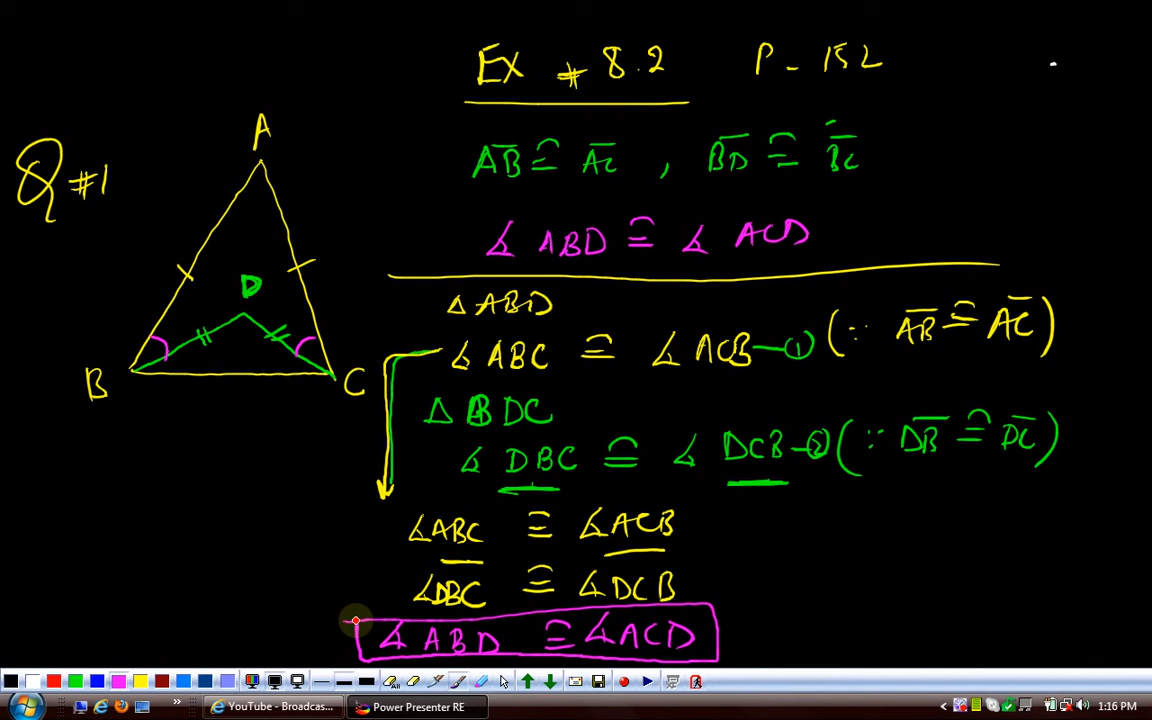 Ex # 8.2 P - 152
Q #1
A
B
C
D
AB ≅ AC , BD ≅ BC
∡ ABD ≅ ∡ ACD
△ ABD
∡ ABC ≅ ∡ ACB — ① (∵ AB ≅ AC)
△ BDC
∡ DBC ≅ ∡ DCB — ② (∵ DB ≅ DC)
∡ABC ≅ ∡ACB
∡DBC ≅ ∡DCB
∡ ABD ≅ ∡ACD
YouTube - Broadcas...
Power Presenter RE
1:16 PM